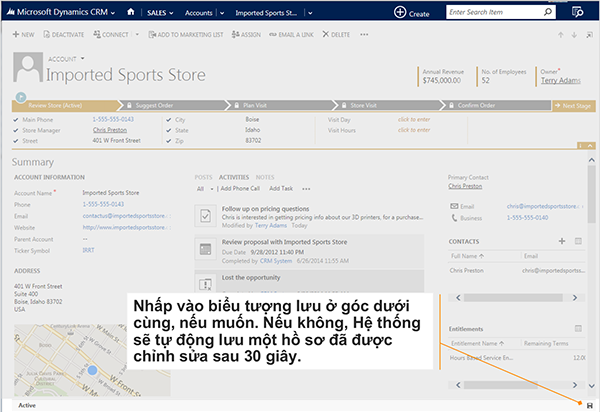 Microsoft Dynamics CRM SALES Accounts Imported Sports St... Create Enter Search Item
NEW DEACTIVATE CONNECT ADD TO MARKETING LIST ASSIGN EMAIL A LINK DELETE
ACCOUNT
Imported Sports Store
Annual Revenue No. of Employees Owner*
$745,000.00 52 Terry Adams
Review Store (Active) Suggest Order Plan Visit Store Visit Confirm Order Next Stage
Main Phone 1-555-555-0143 City Boise Visit Day click to enter
Store Manager Chris Preston State Idaho Visit Hours click to enter
Street 401 W Front Street Zip 83702
Summary
ACCOUNT INFORMATION
Account Name* Imported Sports Store
Phone 1-555-555-0143
Email contactus@importedsportsstore.
Website http://www.importedsportsstore.
Parent Account --
Ticker Symbol IRRT
ADDRESS
401 W Front Street
Suite 400
Boise, Idaho 83702
USA
POSTS ACTIVITIES NOTES
All Add Phone Call Add Task
Follow up on pricing questions
Chris is interested in getting pricing info about our 3D printers, for a purchase...
Modified by Terry Adams Today
Review proposal with Imported Sports Store
Due 9/28/2012 11:40 PM
Completed by CRM System 6/26/2014 11:55 AM
Lost the opportunity
Primary Contact
Chris Preston
Email chris@importedsportsstore
Business 1-555-555-0140
CONTACTS
Full Name Email
Chris Preston chris@importedsportsst
Entitlements
Entitlement Name Remaining Terms
Hours Based Service En... 12.00
Nhấp vào biểu tượng lưu ở góc dưới
cùng, nếu muốn. Nếu không, Hệ thống
sẽ tự động lưu một hồ sơ đã được
chỉnh sửa sau 30 giây.
Active